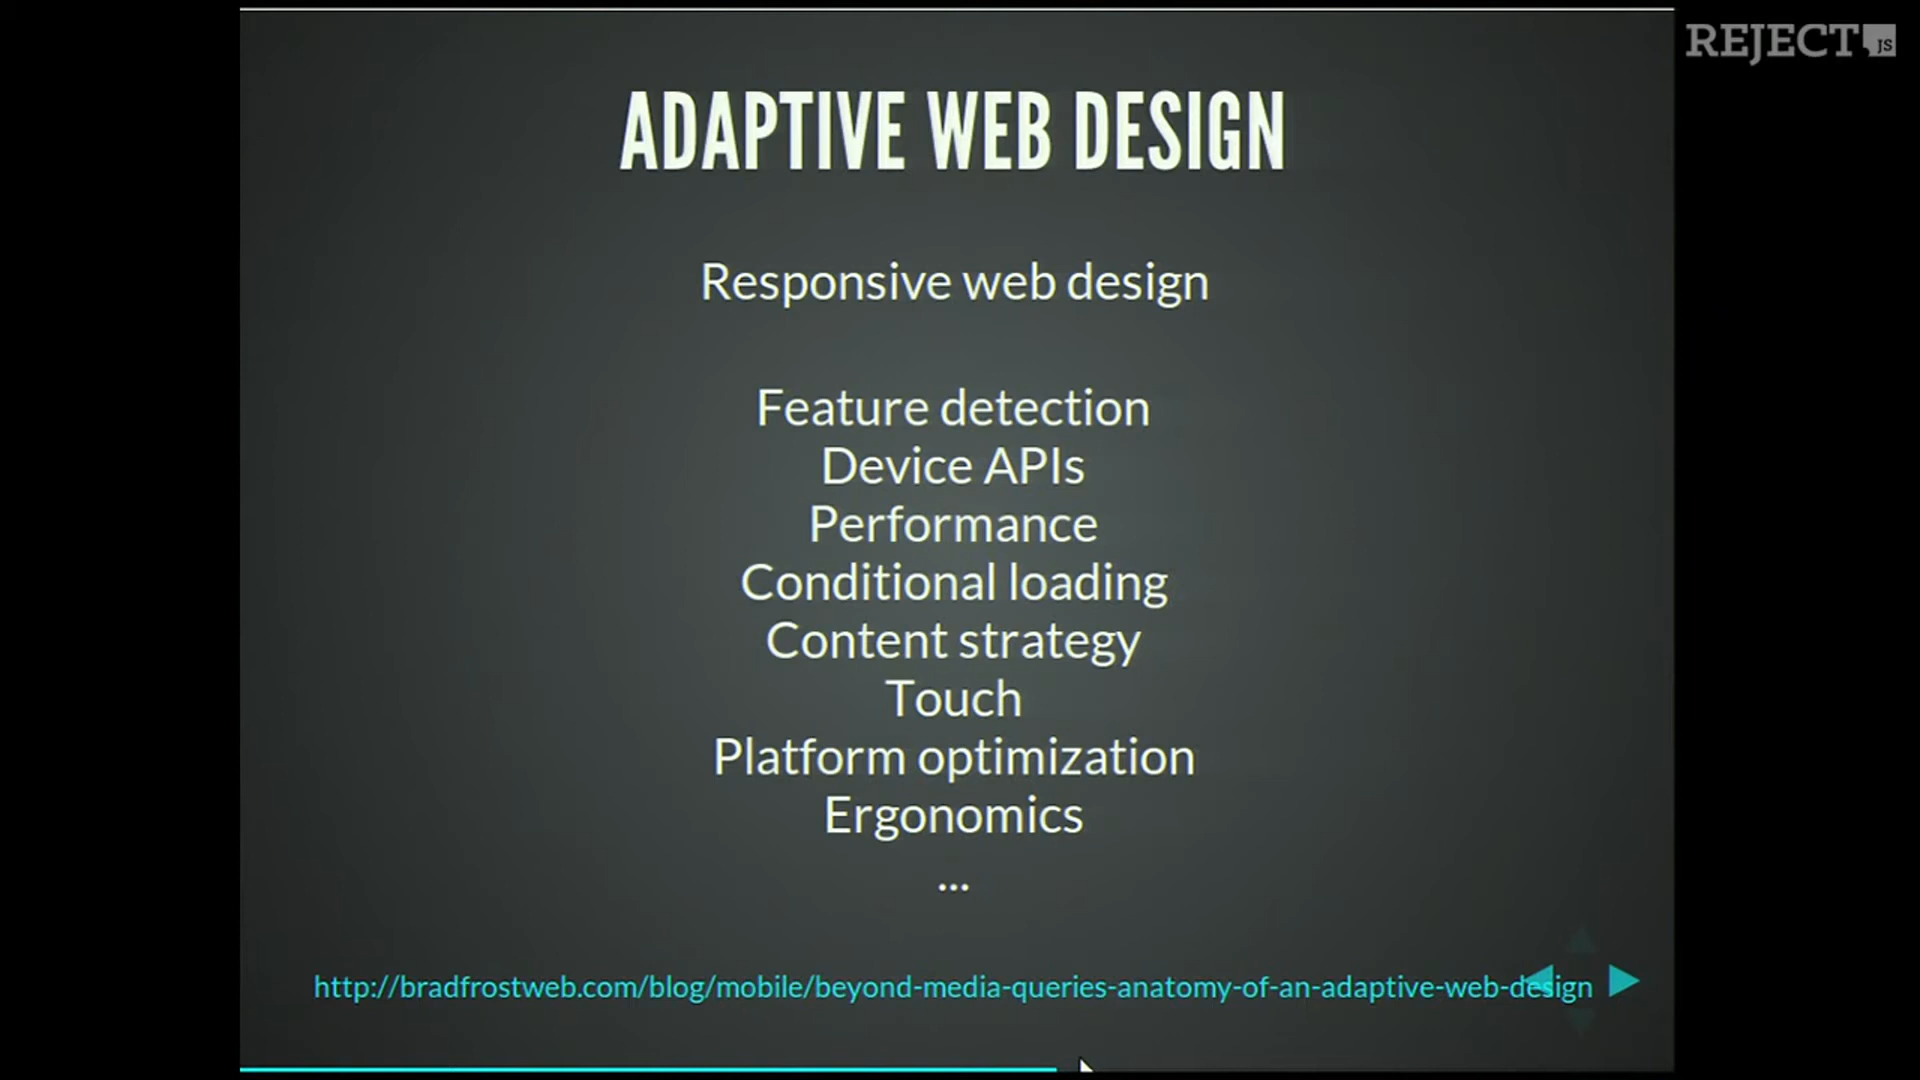 REJECT JS
ADAPTIVE WEB DESIGN
Responsive web design
Feature detection
Device APIs
Performance
Conditional loading
Content strategy
Touch
Platform optimization
Ergonomics
...
http://bradfrostweb.com/blog/mobile/beyond-media-queries-anatomy-of-an-adaptive-web-design